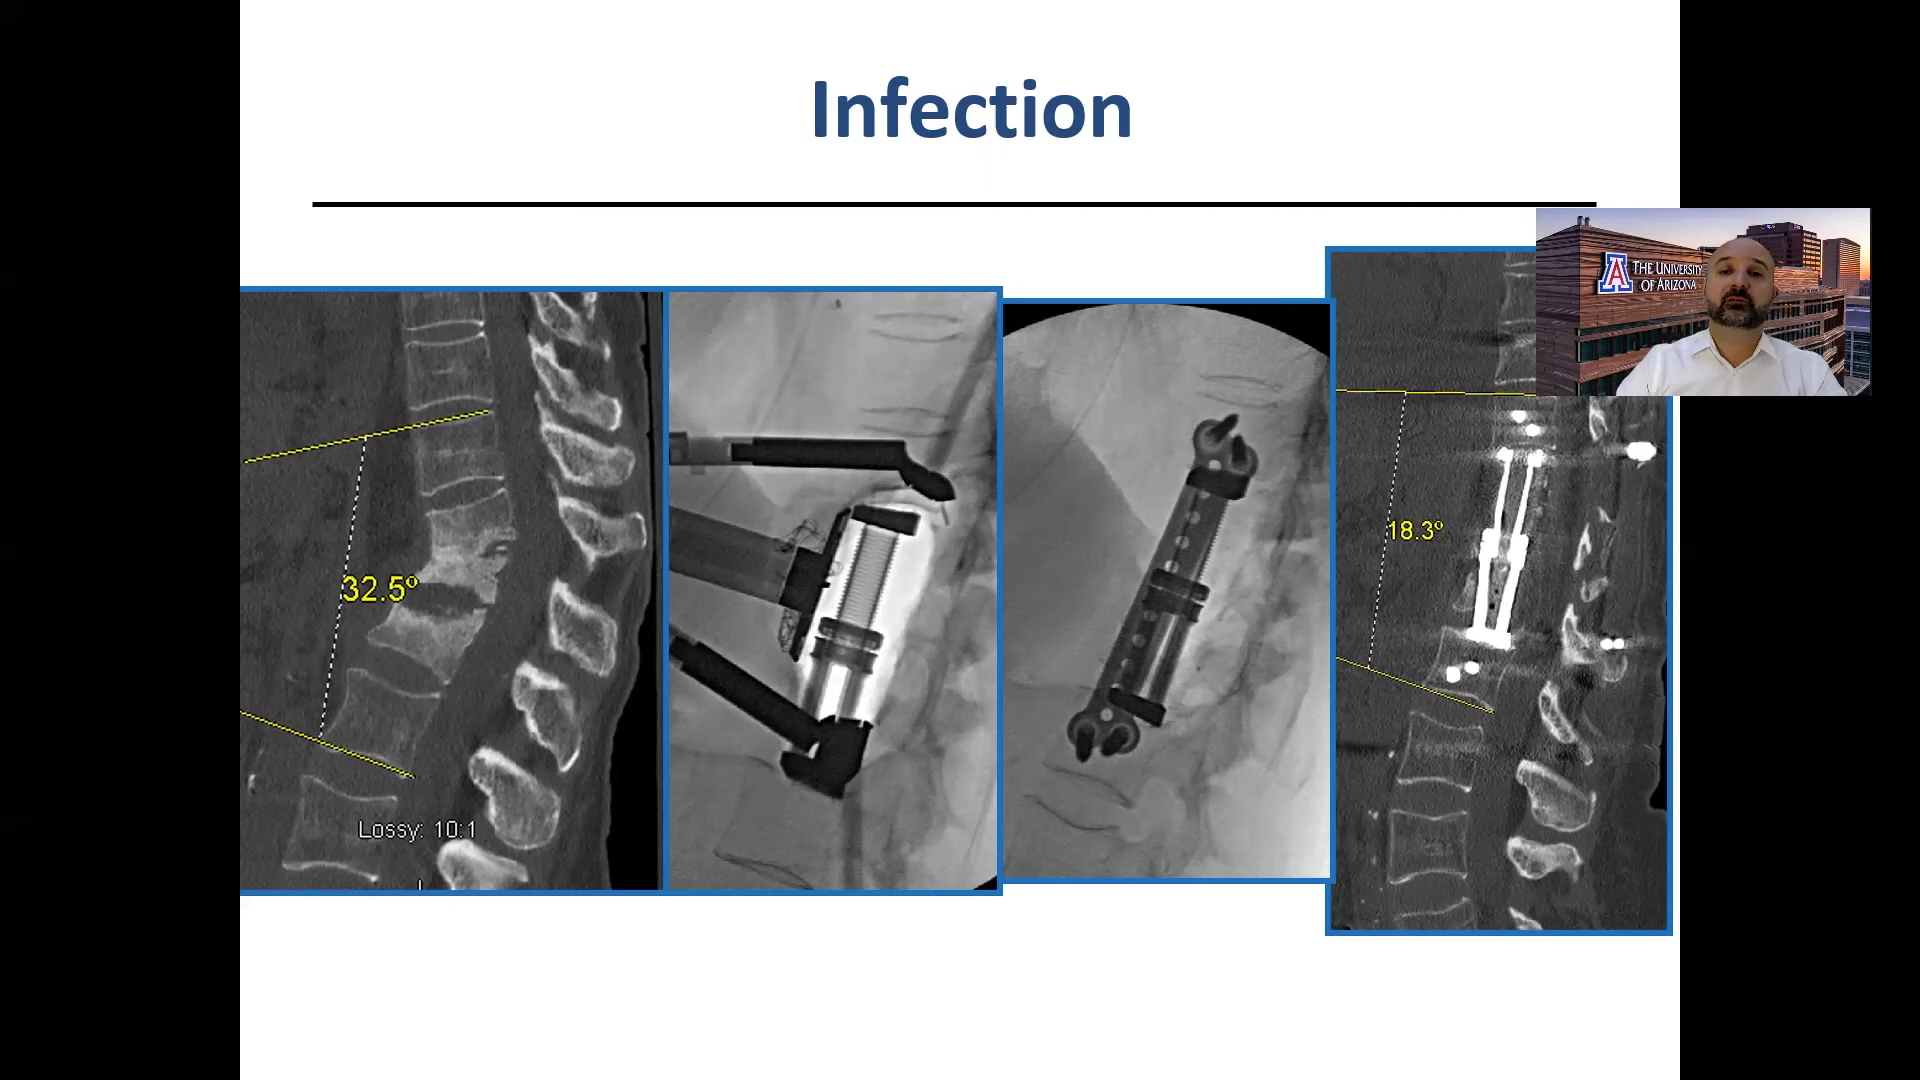 Infection
THE UNIVERSITY
OF ARIZONA
32.5º
18.3º
Lossy: 10:1